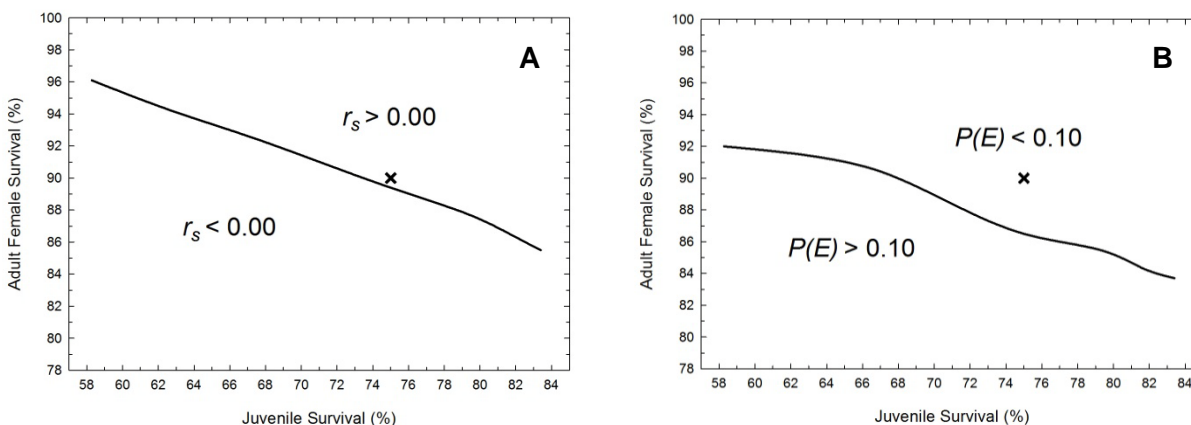 A
100
98
96
94
92
90
88
86
84
82
80
78
Adult Female Survival (%)
r_s > 0.00
r_s < 0.00
58 60 62 64 66 68 70 72 74 76 78 80 82 84
Juvenile Survival (%)
B
100
98
96
94
92
90
88
86
84
82
80
78
Adult Female Survival (%)
P(E) < 0.10
P(E) > 0.10
58 60 62 64 66 68 70 72 74 76 78 80 82 84
Juvenile Survival (%)